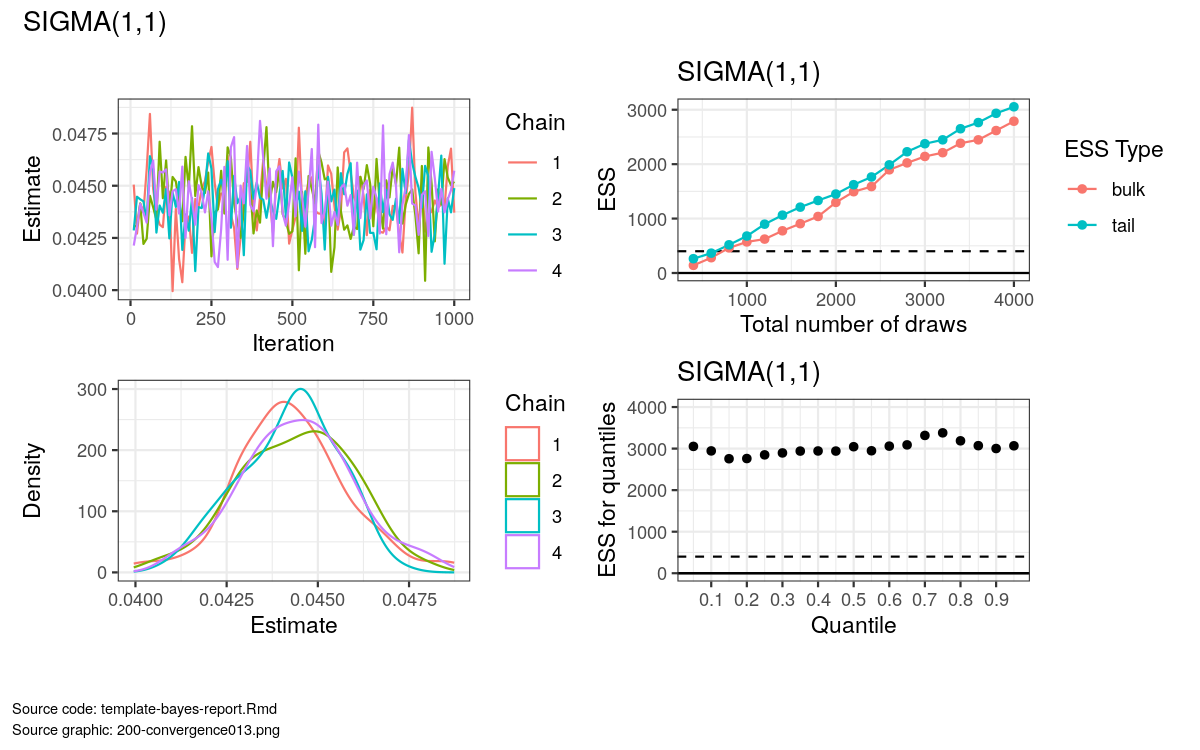 SIGMA(1,1)
Estimate
0.0475
0.0450
0.0425
0.0400
0 250 500 750 1000
Iteration
Chain
1
2
3
4
SIGMA(1,1)
ESS
3000
2000
1000
0
1000 2000 3000 4000
Total number of draws
ESS Type
bulk
tail
Density
300
200
100
0
0.0400 0.0425 0.0450 0.0475
Estimate
Chain
1
2
3
4
SIGMA(1,1)
ESS for quantiles
4000
3000
2000
1000
0
0.1 0.2 0.3 0.4 0.5 0.6 0.7 0.8 0.9
Quantile
Source code: template-bayes-report.Rmd
Source graphic: 200-convergence013.png